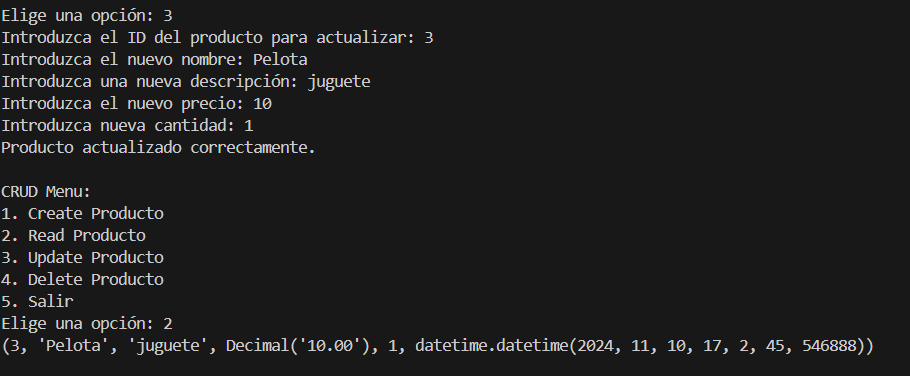 Elige una opción: 3
Introduzca el ID del producto para actualizar: 3
Introduzca el nuevo nombre: Pelota
Introduzca una nueva descripción: juguete
Introduzca el nuevo precio: 10
Introduzca nueva cantidad: 1
Producto actualizado correctamente.

CRUD Menu:
1. Create Producto
2. Read Producto
3. Update Producto
4. Delete Producto
5. Salir
Elige una opción: 2
(3, 'Pelota', 'juguete', Decimal('10.00'), 1, datetime.datetime(2024, 11, 10, 17, 2, 45, 546888))